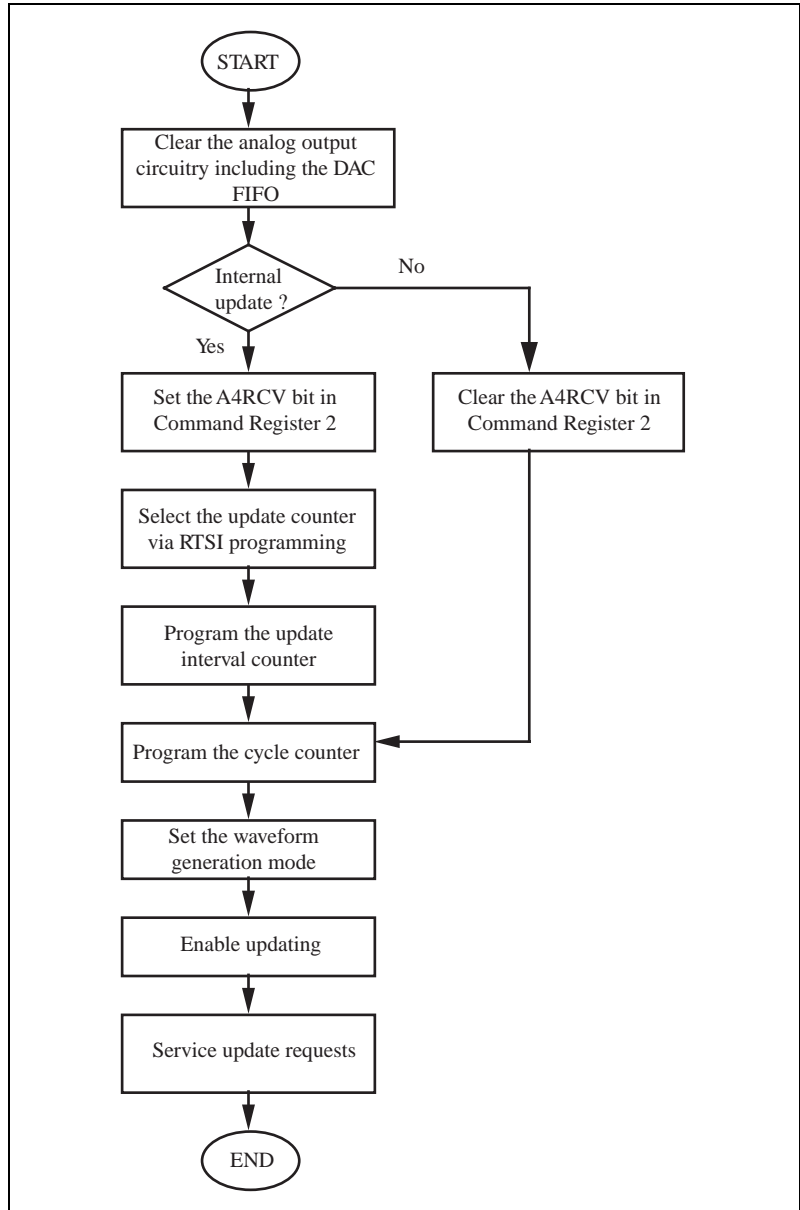 START
Clear the analog output
circuitry including the DAC
FIFO
Internal
update ?
No
Yes
Set the A4RCV bit in
Command Register 2
Clear the A4RCV bit in
Command Register 2
Select the update counter
via RTSI programming
Program the update
interval counter
Program the cycle counter
Set the waveform
generation mode
Enable updating
Service update requests
END